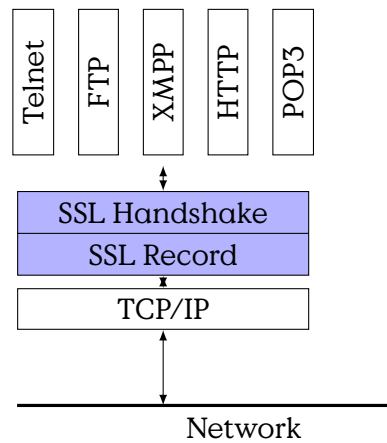 Telnet
FTP
XMPP
HTTP
POP3
SSL Handshake
SSL Record
TCP/IP
Network